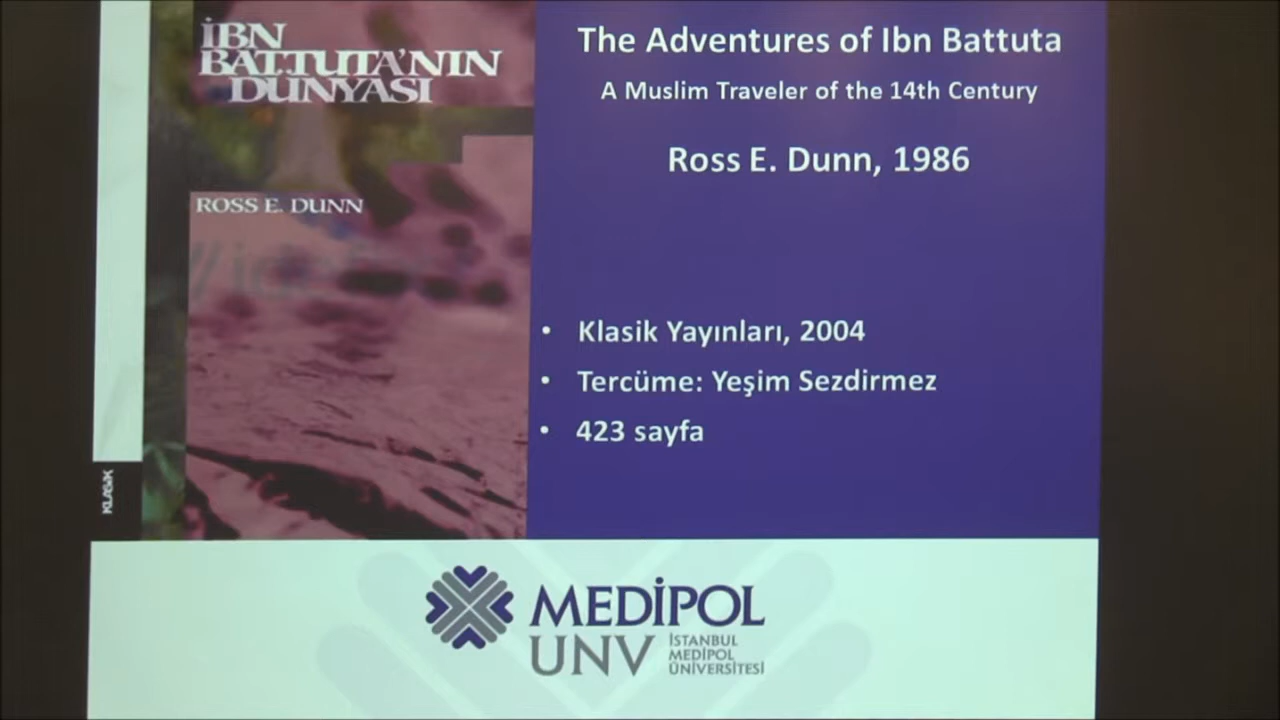 İBN
BATTUTA'NIN
DÜNYASI
ROSS E. DUNN
KLASİK
The Adventures of Ibn Battuta
A Muslim Traveler of the 14th Century
Ross E. Dunn, 1986
• Klasik Yayınları, 2004
• Tercüme: Yeşim Sezdirmez
• 423 sayfa
MEDİPOL
UNV
İSTANBUL
MEDİPOL
ÜNİVERSİTESİ